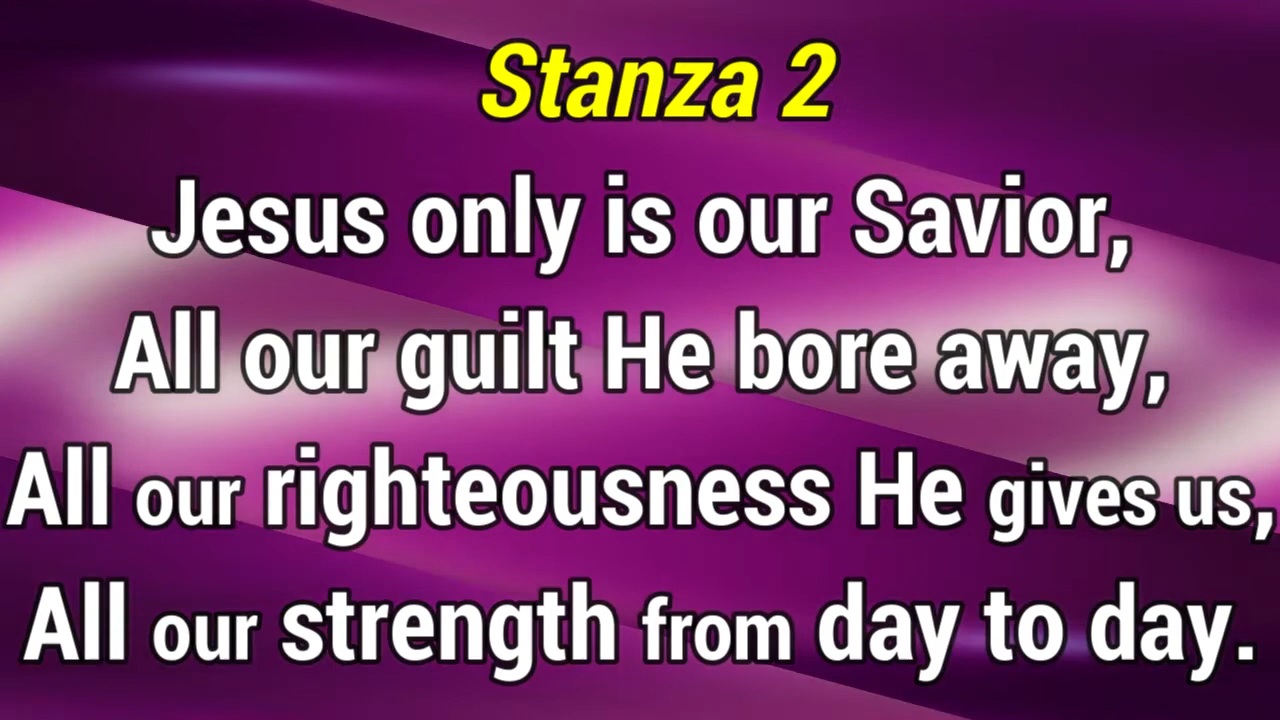 Stanza 2
Jesus only is our Savior,
All our guilt He bore away,
All our righteousness He gives us,
All our strength from day to day.